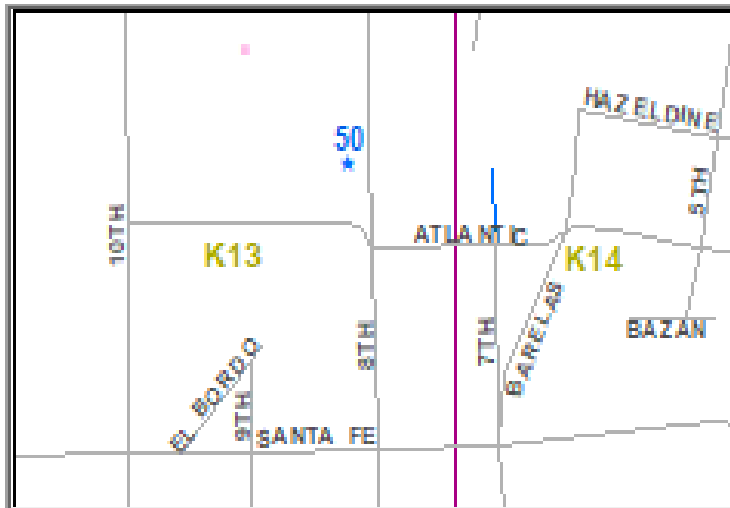 HAZELDINE
50
5TH
10TH
ATLANTIC
K13
K14
BAZAN
8TH
7TH
BARELAS
EL BORDO
9TH
SANTA FE